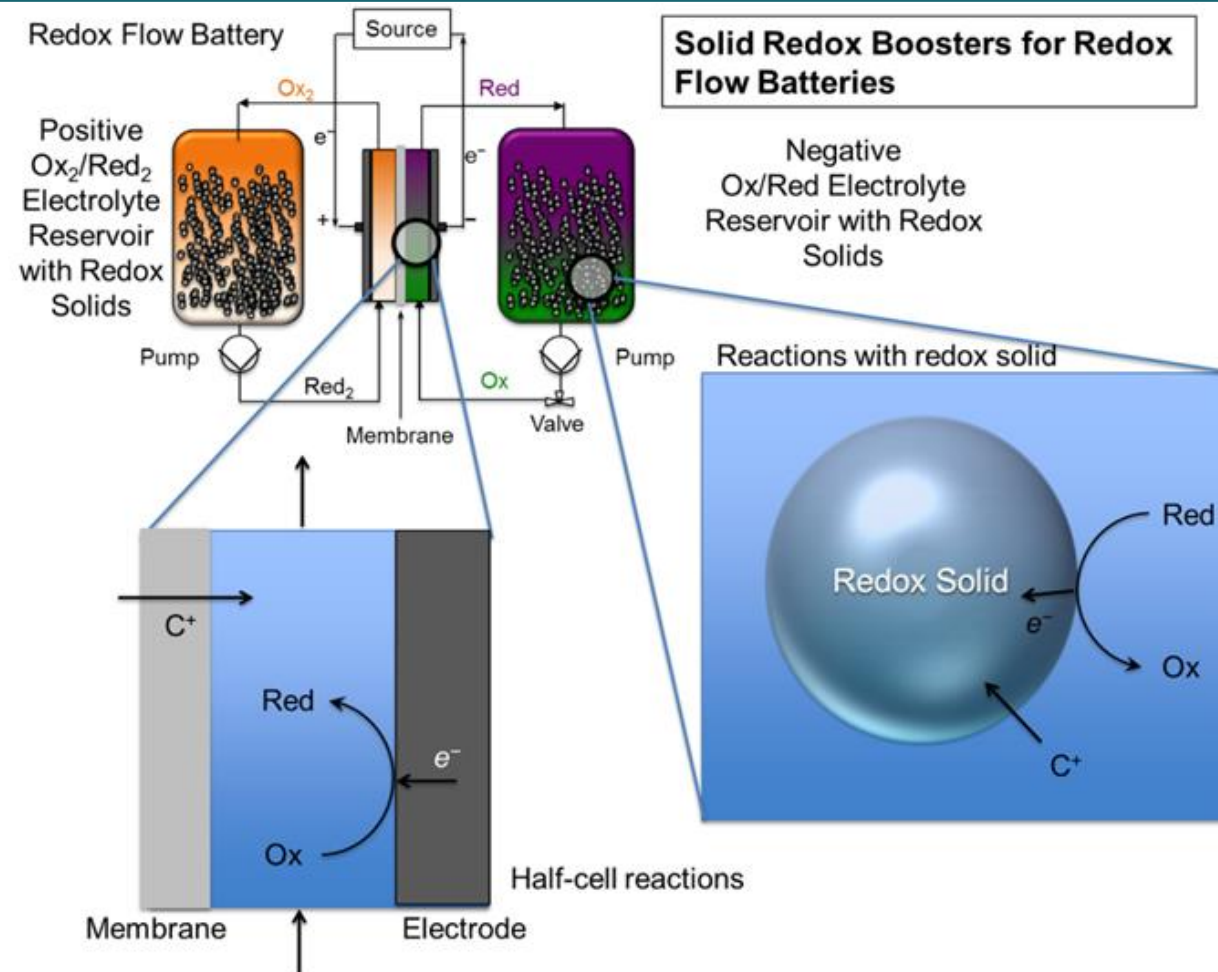 Redox Flow Battery
Source
Solid Redox Boosters for Redox
Flow Batteries
Ox₂
Red
e⁻
e⁻
Positive
Ox₂/Red₂
Electrolyte
Reservoir
with Redox
Solids
+
−
Negative
Ox/Red Electrolyte
Reservoir with Redox
Solids
Pump
Pump
Red₂
Ox
Membrane
Valve
Reactions with redox solid
Redox Solid
Red
e⁻
Ox
C⁺
C⁺
Red
e⁻
Ox
Half-cell reactions
Membrane
Electrode